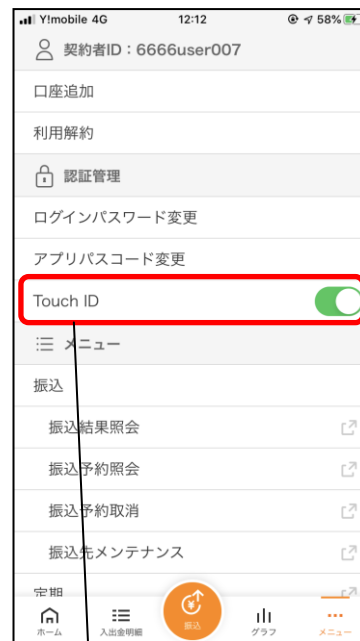 Y!mobile 4G 12:12 58%
契約者ID：6666user007
口座追加
利用解約
認証管理
ログインパスワード変更
アプリパスコード変更
Touch ID
メニュー
振込
振込結果照会
振込予約照会
振込予約取消
振込先メンテナンス
定期
ホーム 入出金明細 振込 グラフ メニュー